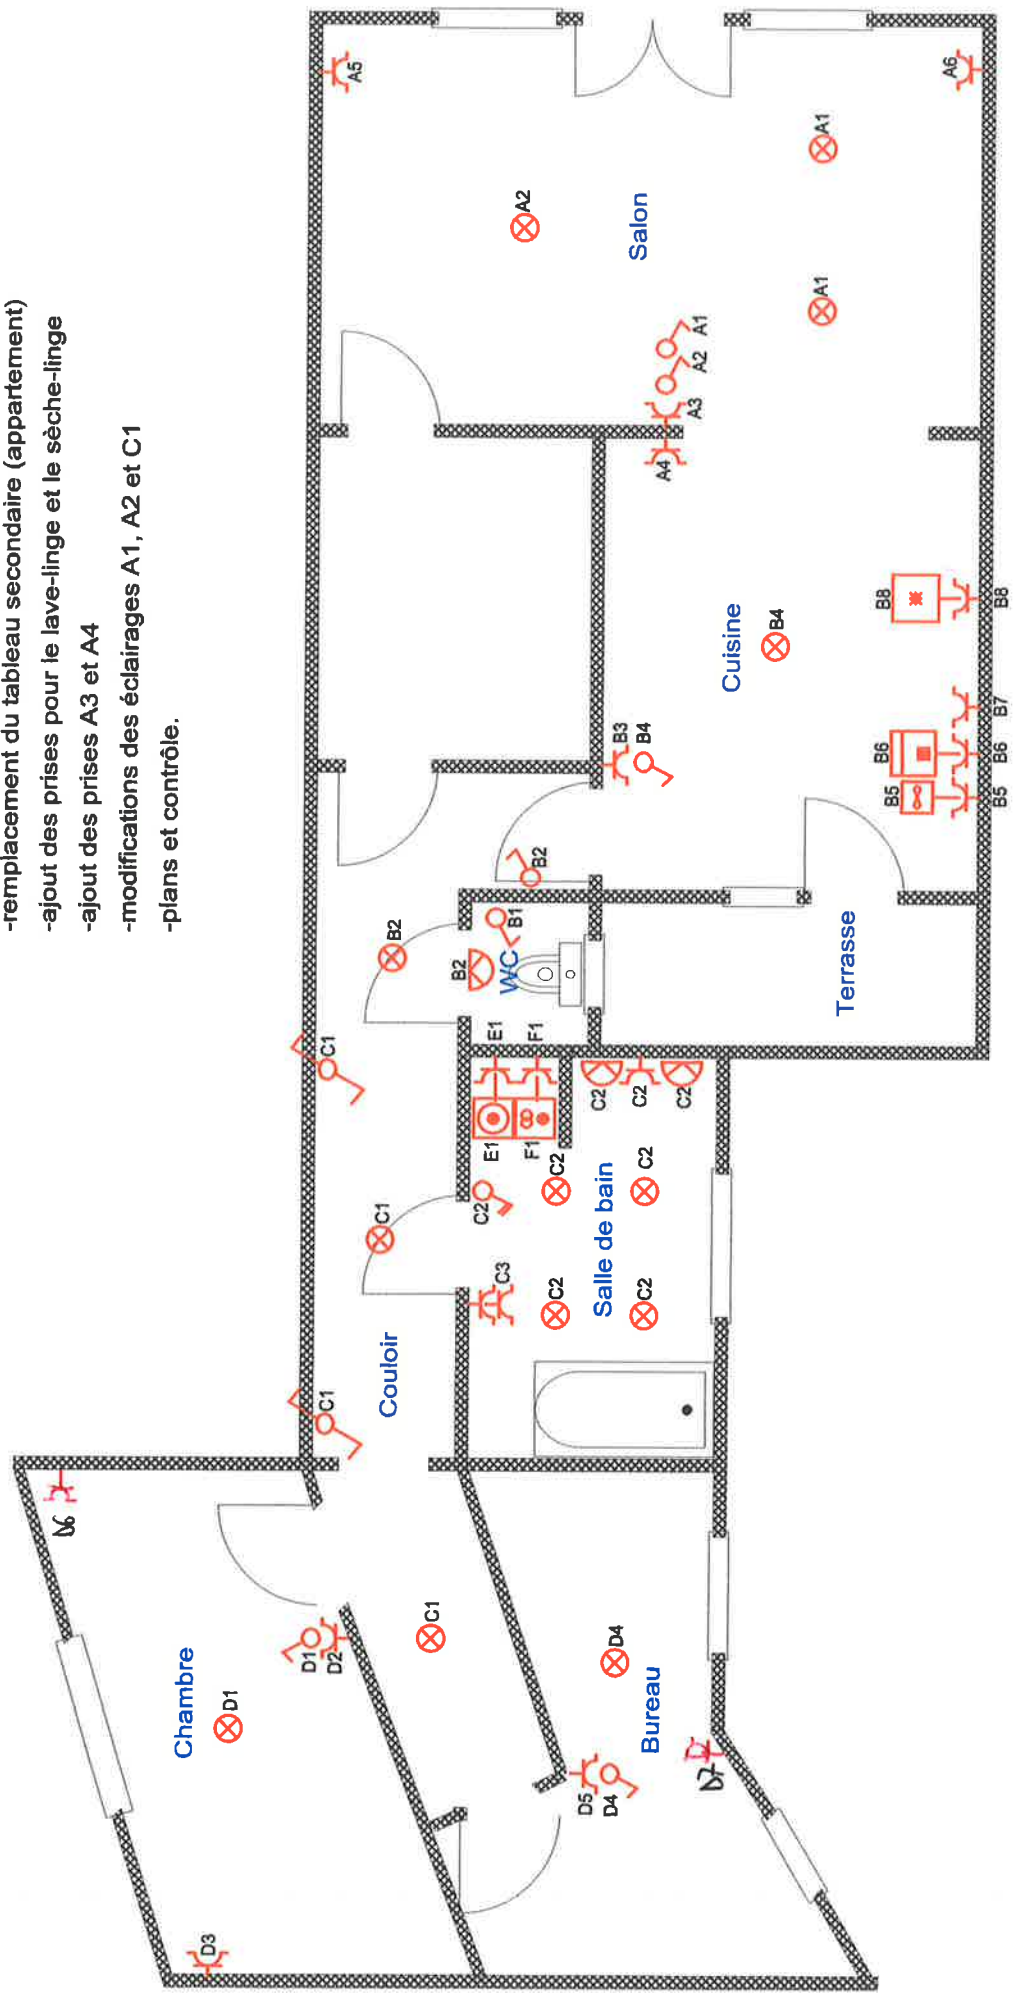 -remplacement du tableau secondaire (appartement)
-ajout des prises pour le lave-linge et le sèche-linge
-ajout des prises A3 et A4
-modifications des éclairages A1, A2 et C1
-plans et contrôle.
D6
D3
Chambre
D1
D1
D2
C1
C1
Couloir
C1
C1
B2
A5
A2
D5
D4
D4
Bureau
D7
C3
C2
C2
C2
Salle de bain
C2
C2
E1
F1
E1
F1
C2
C2
C2
B2
WC
B1
B2
B3
B4
A4
A3
A2
A1
Salon
Cuisine
B4
A1
A1
Terrasse
B5
B6
B8
B5
B6
B7
B8
A6